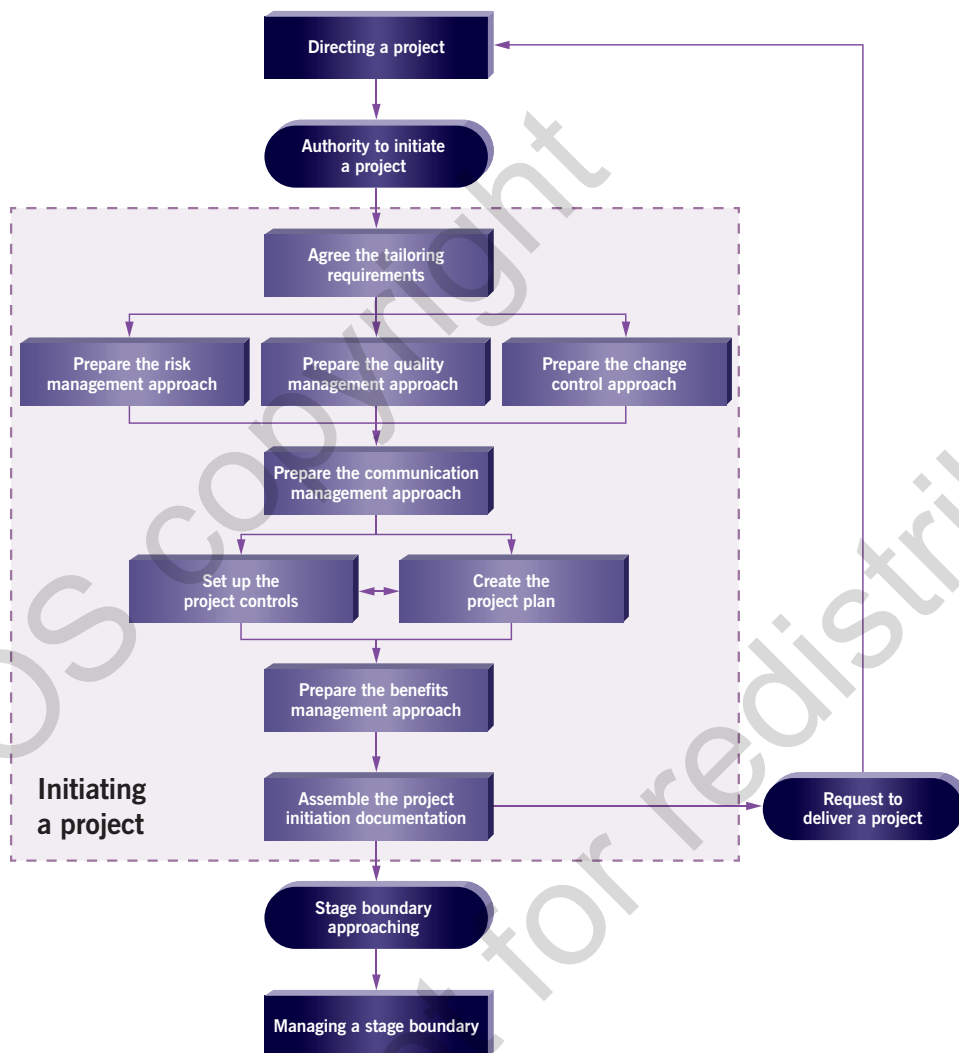 Directing a project
Authority to initiate
a project
Agree the tailoring
requirements
Prepare the risk
management approach
Prepare the quality
management approach
Prepare the change
control approach
Prepare the communication
management approach
Set up the
project controls
Create the
project plan
Prepare the benefits
management approach
Initiating
a project
Assemble the project
initiation documentation
Request to
deliver a project
Stage boundary
approaching
Managing a stage boundary
OS copyright
for